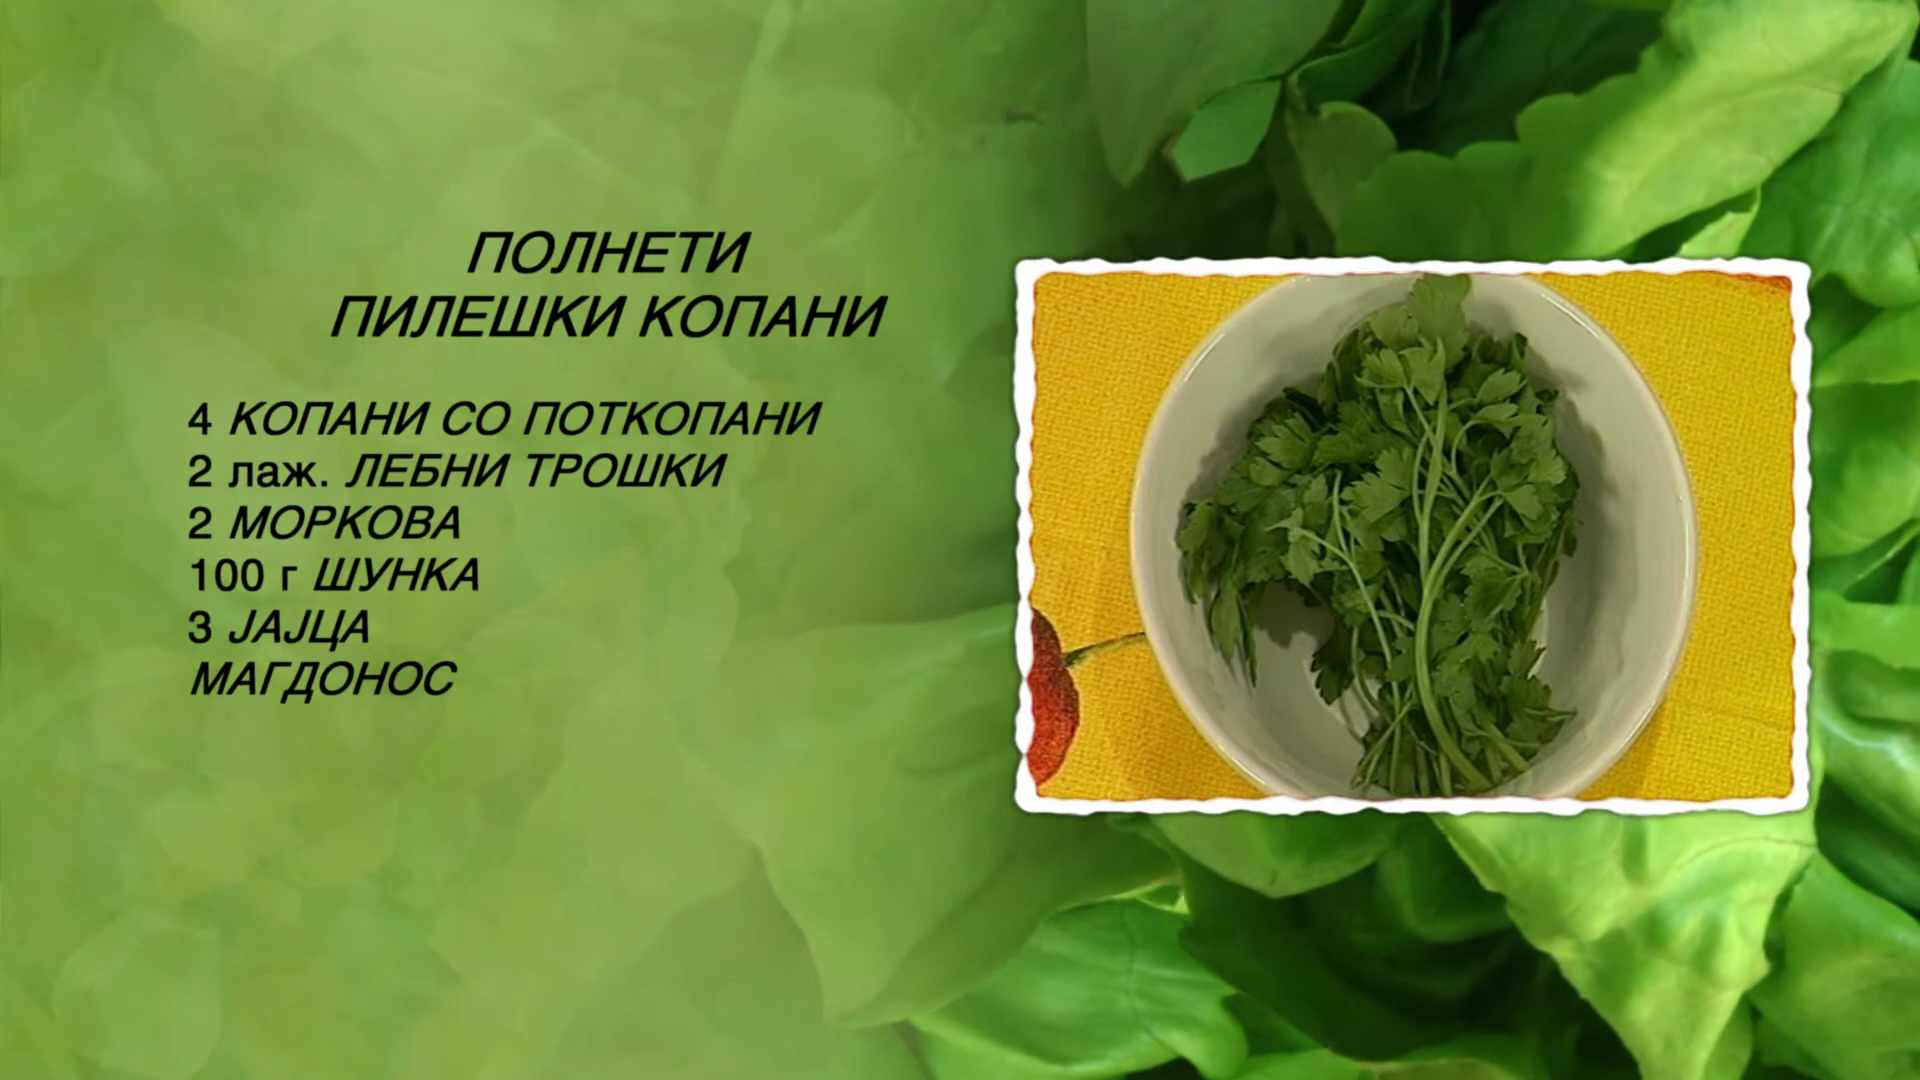 ПОЛНЕТИ
ПИЛЕШКИ КОПАНИ
4 КОПАНИ СО ПОТКОПАНИ
2 лаж. ЛЕБНИ ТРОШКИ
2 МОРКОВА
100 г ШУНКА
3 ЈАЈЦА
МАГДОНОС